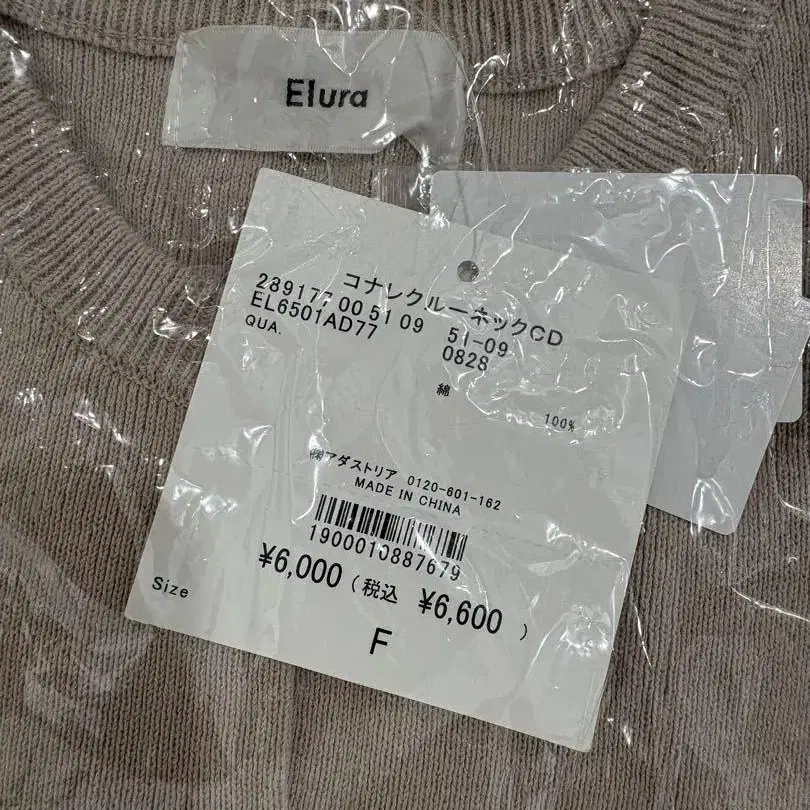 Elura
コナレクルーネックCD
289177 00 51 09 51-09
EL6501AD77 0828
QUA.
綿 100%
㈱アダストリア 0120-601-162
MADE IN CHINA
1900010887679
¥6,000 (税込 ¥6,600 )
Size F